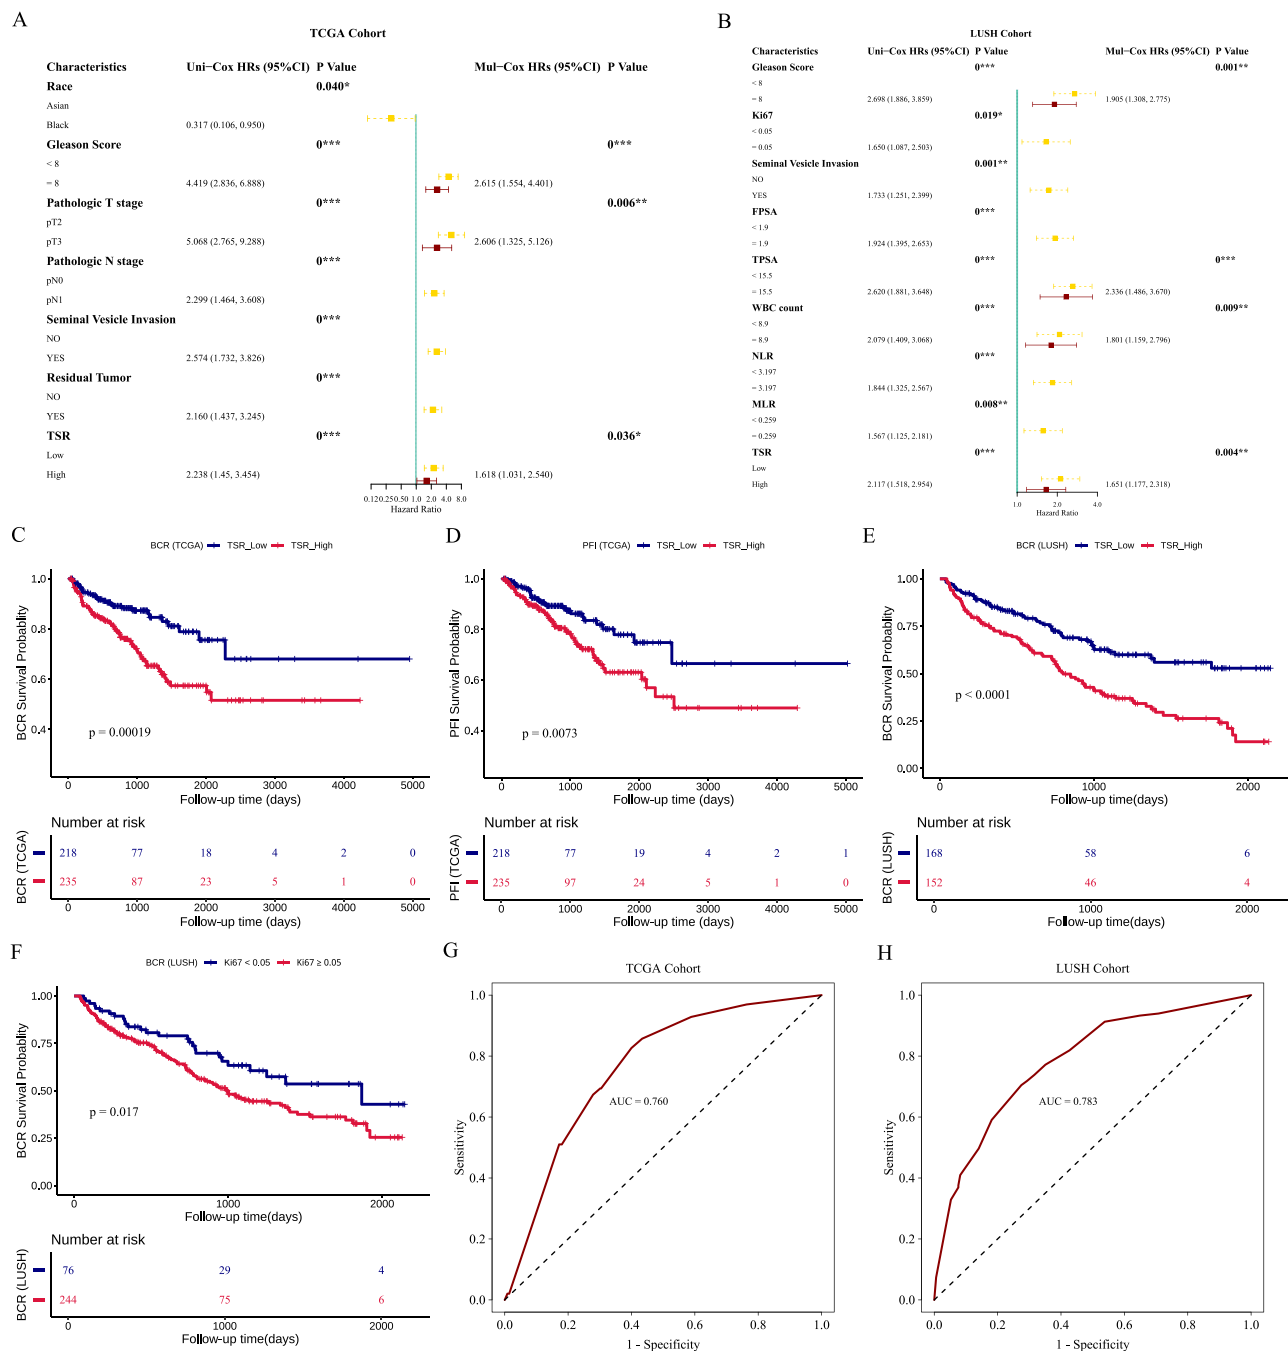 A
TCGA Cohort
Characteristics Uni−Cox HRs (95%CI) P Value Mul−Cox HRs (95%CI) P Value
Race 0.040*
Asian
Black 0.317 (0.106, 0.950)
Gleason Score 0*** 0***
< 8
= 8 4.419 (2.836, 6.888) 2.615 (1.554, 4.401)
Pathologic T stage 0*** 0.006**
pT2
pT3 5.068 (2.765, 9.288) 2.606 (1.325, 5.126)
Pathologic N stage 0***
pN0
pN1 2.299 (1.464, 3.608)
Seminal Vesicle Invasion 0***
NO
YES 2.574 (1.732, 3.826)
Residual Tumor 0***
NO
YES 2.160 (1.437, 3.245)
TSR 0*** 0.036*
Low
High 2.238 (1.45, 3.454) 1.618 (1.031, 2.540)
0.12 0.25 0.50 1.0 2.0 4.0 8.0
Hazard Ratio
B
LUSH Cohort
Characteristics Uni−Cox HRs (95%CI) P Value Mul−Cox HRs (95%CI) P Value
Gleason Score 0*** 0.001**
< 8
= 8 2.698 (1.886, 3.859) 1.905 (1.308, 2.775)
Ki67 0.019*
< 0.05
= 0.05 1.650 (1.087, 2.503)
Seminal Vesicle Invasion 0.001**
NO
YES 1.733 (1.251, 2.399)
FPSA 0***
< 1.9
= 1.9 1.924 (1.395, 2.653)
TPSA 0*** 0***
< 15.5
= 15.5 2.620 (1.881, 3.648) 2.336 (1.486, 3.670)
WBC count 0*** 0.009**
< 8.9
= 8.9 2.079 (1.409, 3.068) 1.801 (1.159, 2.796)
NLR 0***
< 3.197
= 3.197 1.844 (1.325, 2.567)
MLR 0.008**
< 0.259
= 0.259 1.567 (1.125, 2.181)
TSR 0*** 0.004**
Low
High 2.117 (1.518, 2.954) 1.651 (1.177, 2.318)
1.0 2.0 4.0
Hazard Ratio
C
BCR (TCGA) TSR_Low TSR_High
BCR Survival Probablity
1.0
0.8
0.6
0.4
p = 0.00019
0 1000 2000 3000 4000 5000
Follow-up time (days)
Number at risk
BCR (TCGA)
218 77 18 4 2 0
235 87 23 5 1 0
0 1000 2000 3000 4000 5000
Follow-up time (days)
D
PFI (TCGA) TSR_Low TSR_High
PFI Survival Probablity
1.0
0.8
0.6
0.4
p = 0.0073
0 1000 2000 3000 4000 5000
Follow-up time (days)
Number at risk
PFI (TCGA)
218 77 19 4 2 1
235 97 24 5 1 0
0 1000 2000 3000 4000 5000
Follow-up time (days)
E
BCR (LUSH) TSR_Low TSR_High
BCR Survival Probablity
1.00
0.75
0.50
0.25
0.00
p < 0.0001
0 1000 2000
Follow-up time (days)
Number at risk
BCR (LUSH)
168 58 6
152 46 4
0 1000 2000
Follow-up time (days)
F
BCR (LUSH) Ki67 < 0.05 Ki67 ≥ 0.05
BCR Survival Probablity
1.00
0.75
0.50
0.25
0.00
p = 0.017
0 1000 2000
Follow-up time(days)
Number at risk
BCR (LUSH)
76 29 4
244 75 6
0 1000 2000
Follow-up time(days)
G
TCGA Cohort
Sensitivity
1.0
0.8
0.6
0.4
0.2
0.0
AUC = 0.760
0.0 0.2 0.4 0.6 0.8 1.0
1 - Specificity
H
LUSH Cohort
Sensitivity
1.0
0.8
0.6
0.4
0.2
0.0
AUC = 0.783
0.0 0.2 0.4 0.6 0.8 1.0
1 - Specificity